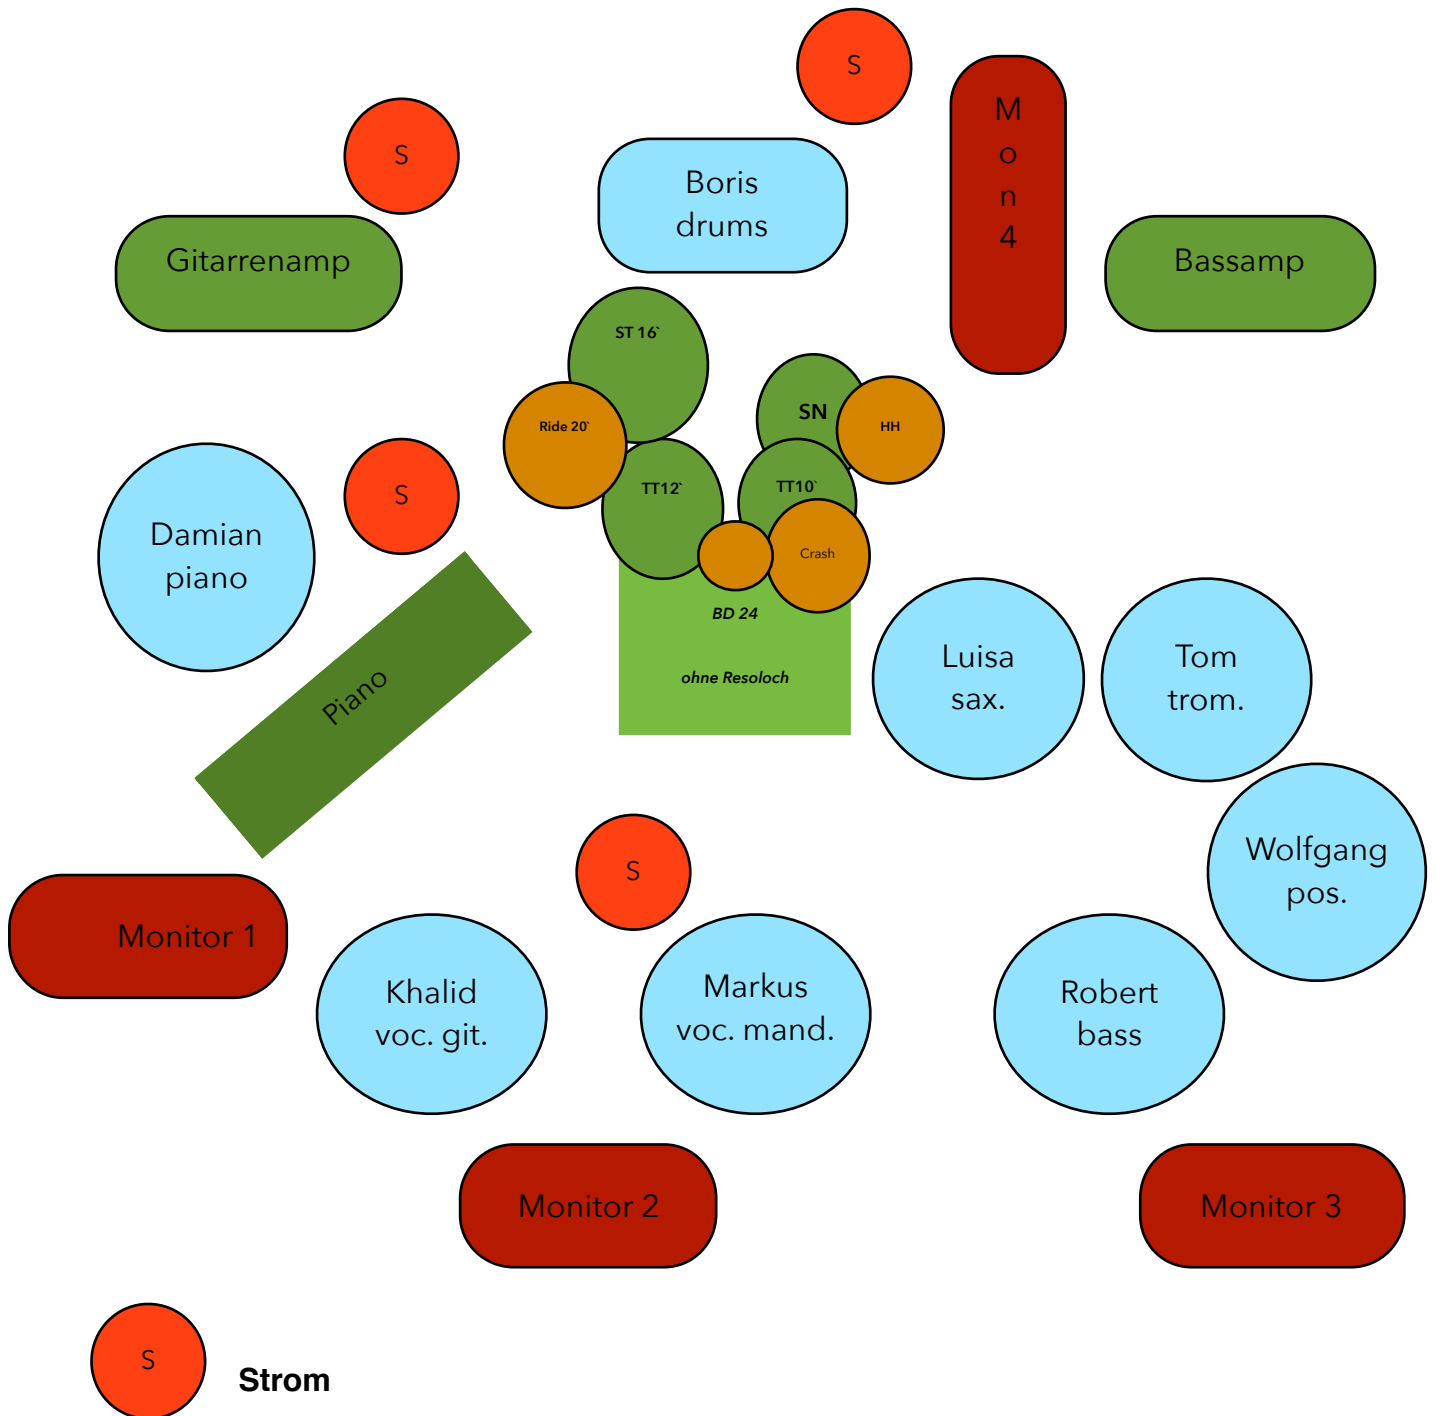 S
M
o
n
4
S
Boris
drums
Gitarrenamp
Bassamp
ST 16`
Ride 20`
SN
HH
TT12`
TT10`
S
Damian
piano
Crash
BD 24
ohne Resoloch
Piano
Luisa
sax.
Tom
trom.
S
Wolfgang
pos.
Monitor 1
Khalid
voc. git.
Markus
voc. mand.
Robert
bass
Monitor 2
Monitor 3
S
Strom